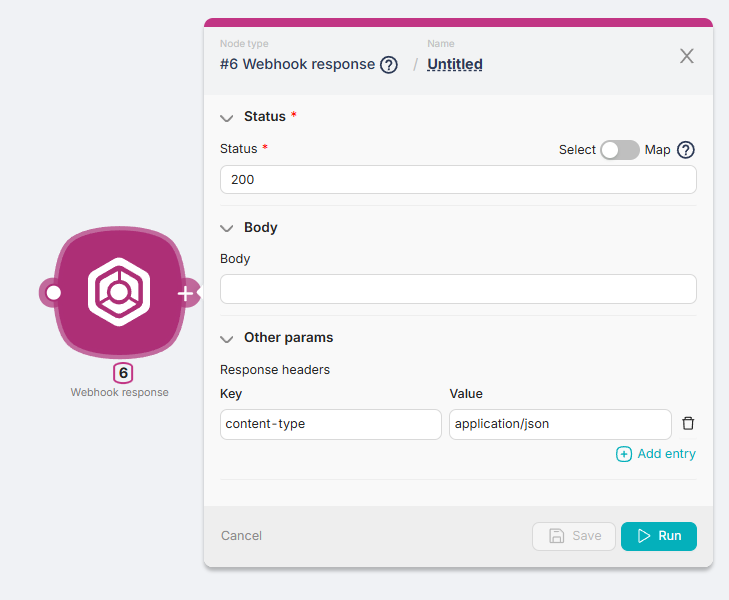 Node type
Name
#6 Webhook response ? / Untitled
X
Status *
Status *
Select Map ?
200
Body
Body
Other params
Response headers
Key
Value
content-type
application/json
Add entry
Cancel
Save
Run
6
Webhook response